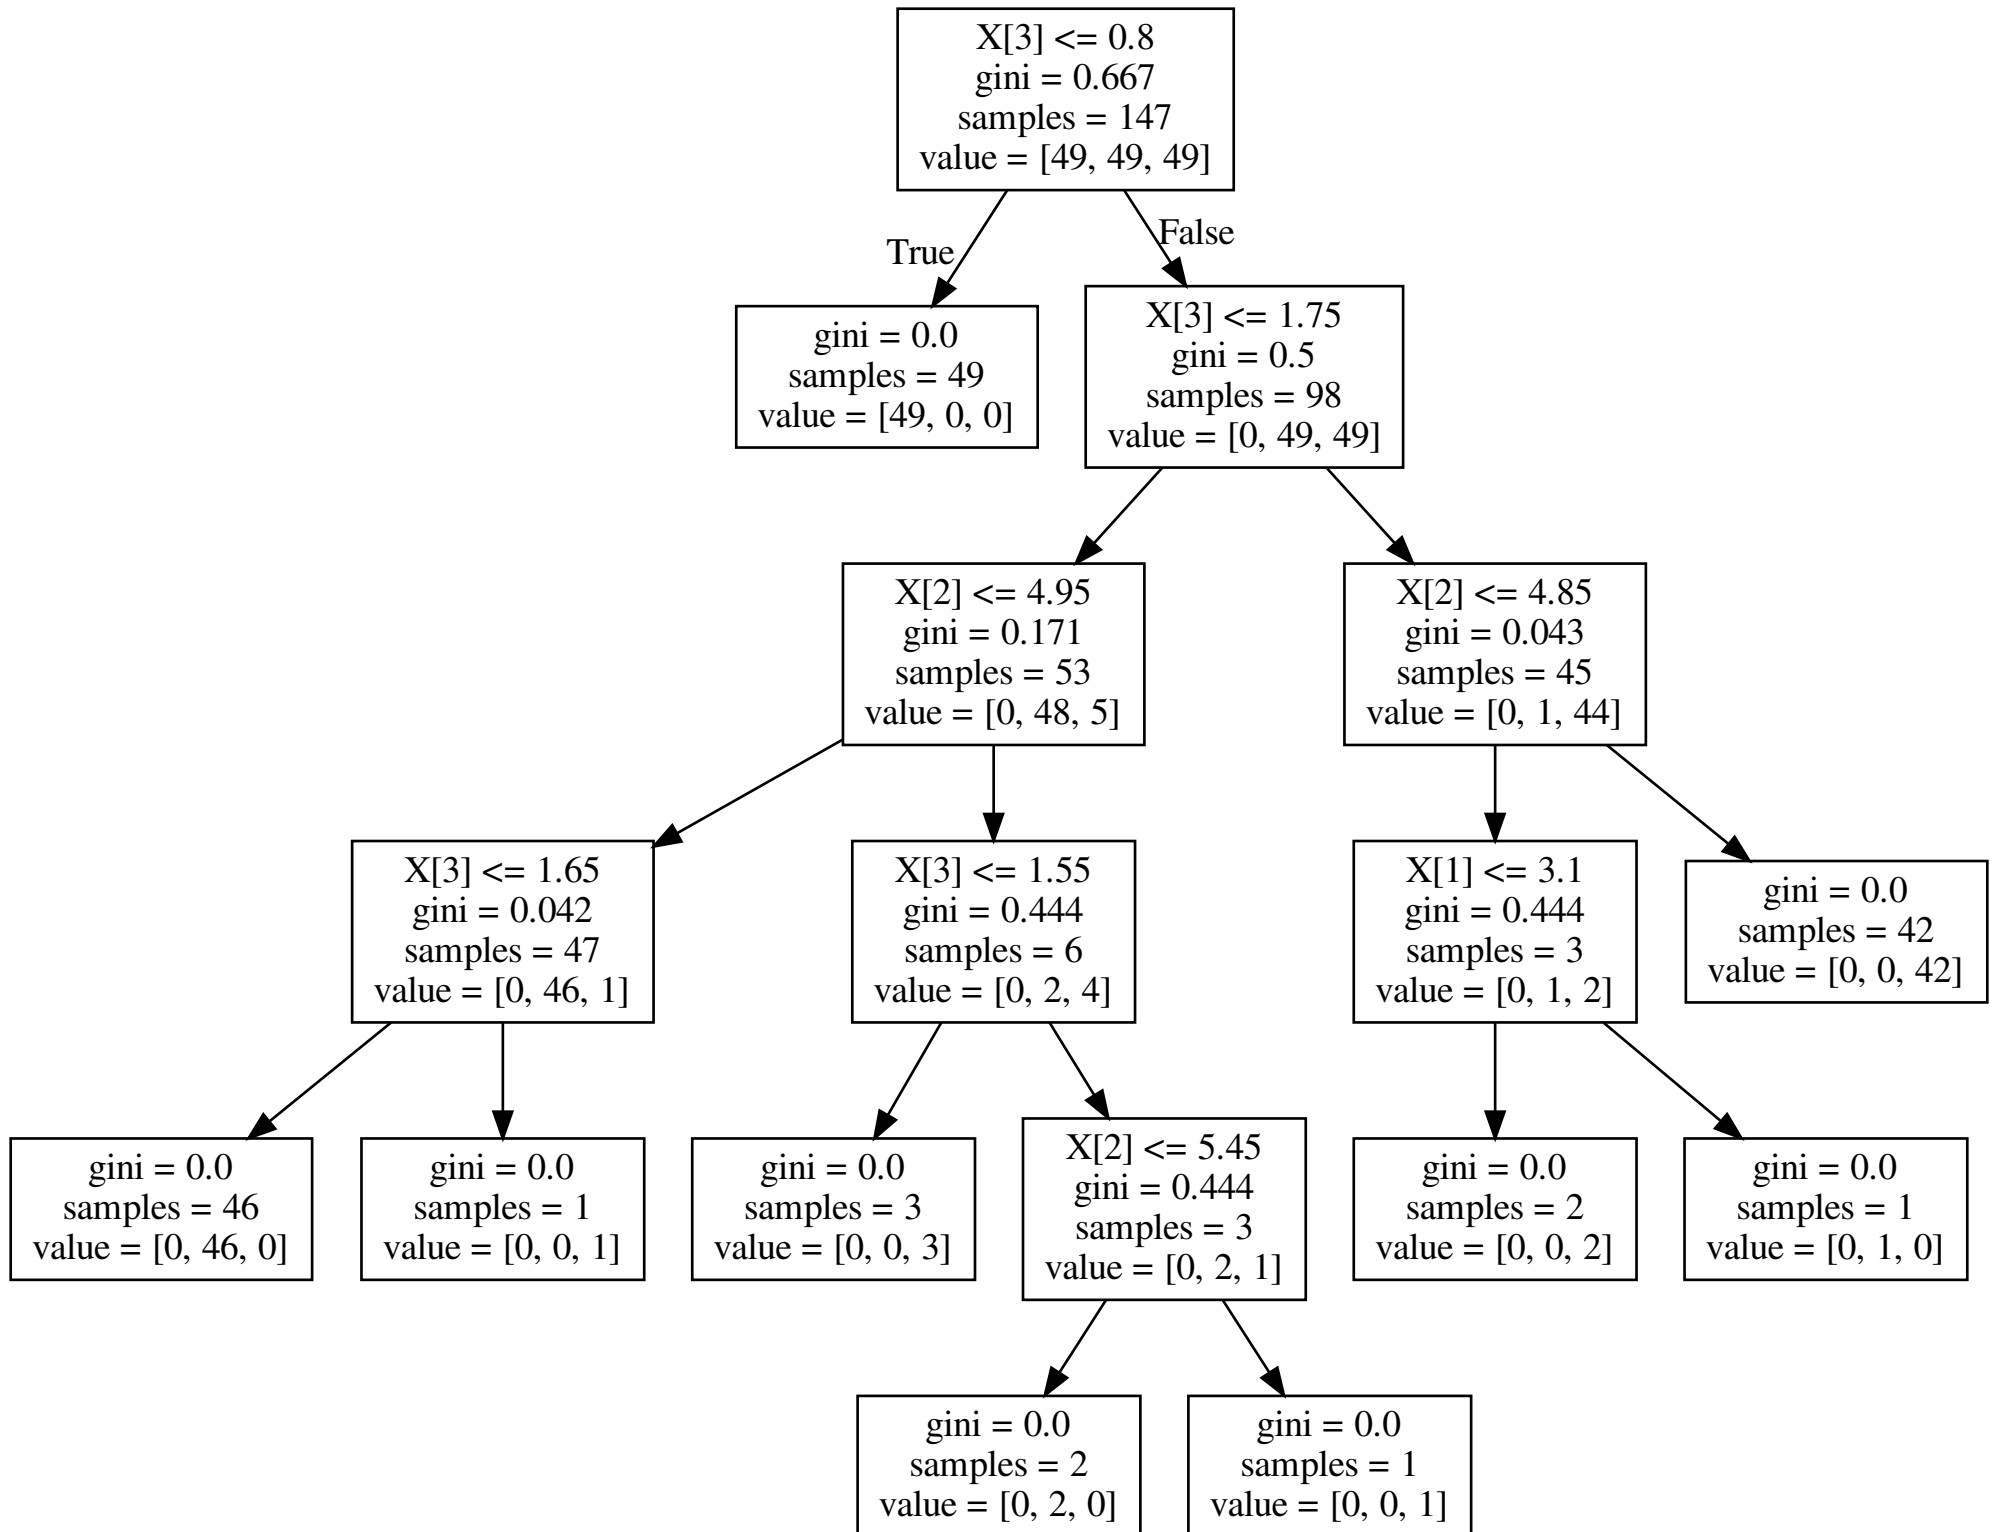 X[3] <= 0.8
gini = 0.667
samples = 147
value = [49, 49, 49]
True
False
gini = 0.0
samples = 49
value = [49, 0, 0]
X[3] <= 1.75
gini = 0.5
samples = 98
value = [0, 49, 49]
X[2] <= 4.95
gini = 0.171
samples = 53
value = [0, 48, 5]
X[2] <= 4.85
gini = 0.043
samples = 45
value = [0, 1, 44]
X[3] <= 1.65
gini = 0.042
samples = 47
value = [0, 46, 1]
X[3] <= 1.55
gini = 0.444
samples = 6
value = [0, 2, 4]
X[1] <= 3.1
gini = 0.444
samples = 3
value = [0, 1, 2]
gini = 0.0
samples = 42
value = [0, 0, 42]
gini = 0.0
samples = 46
value = [0, 46, 0]
gini = 0.0
samples = 1
value = [0, 0, 1]
gini = 0.0
samples = 3
value = [0, 0, 3]
X[2] <= 5.45
gini = 0.444
samples = 3
value = [0, 2, 1]
gini = 0.0
samples = 2
value = [0, 0, 2]
gini = 0.0
samples = 1
value = [0, 1, 0]
gini = 0.0
samples = 2
value = [0, 2, 0]
gini = 0.0
samples = 1
value = [0, 0, 1]